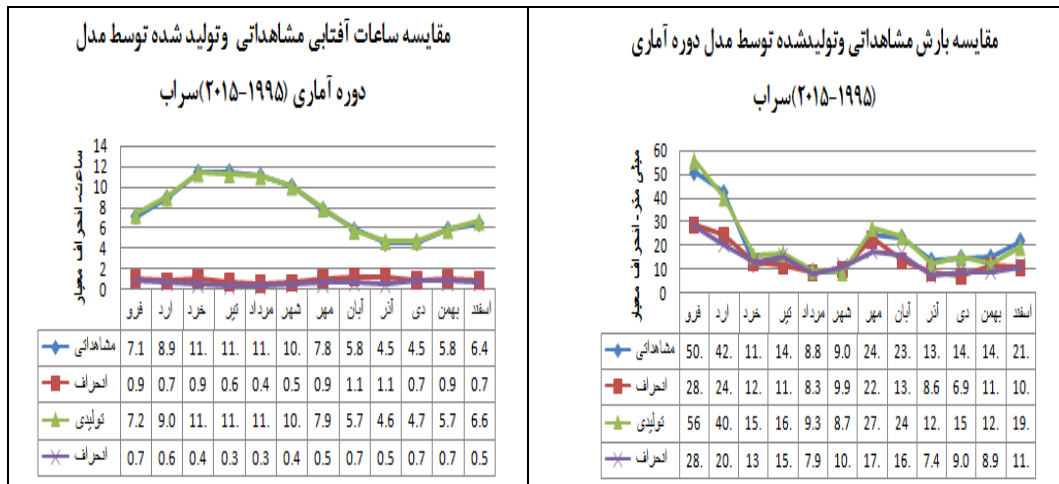 مقایسه ساعات آفتابی مشاهداتی وتولید شده توسط مدل
دوره آماری (۱۹۹۵-۲۰۱۵)سراب
ساعت- انحراف معیار
14
12
10
8
6
4
2
0
فرو ارد خرد تیر مرداد شهر مهر آبان آذر دی بهمن اسفند
مشاهداتی 7.1 8.9 11. 11. 11. 10. 7.8 5.8 4.5 4.5 5.8 6.4
انحراف 0.9 0.7 0.9 0.6 0.4 0.5 0.9 1.1 1.1 0.7 0.9 0.7
تولیدی 7.2 9.0 11. 11. 11. 10. 7.9 5.7 4.6 4.7 5.7 6.6
انحراف 0.7 0.6 0.4 0.3 0.3 0.4 0.5 0.7 0.5 0.7 0.7 0.5
مقایسه بارش مشاهداتی وتولیدشده توسط مدل دوره آماری
(۱۹۹۵-۲۰۱۵)سراب
میلی متر - انحراف معیار
60
50
40
30
20
10
0
فرو ارد خرد تیر مرداد شهر مهر آبان آذر دی بهمن اسفند
مشاهداتی 50. 42. 11. 14. 8.8 9.0 24. 23. 13. 14. 14. 21.
انحراف 28. 24. 12. 11. 8.3 9.9 22. 13. 8.6 6.9 11. 10.
تولیدی 56 40. 15. 16. 9.3 8.7 27. 24 12. 15 12. 19.
انحراف 28. 20. 13 15. 7.9 10. 17. 16. 7.4 9.0 8.9 11.